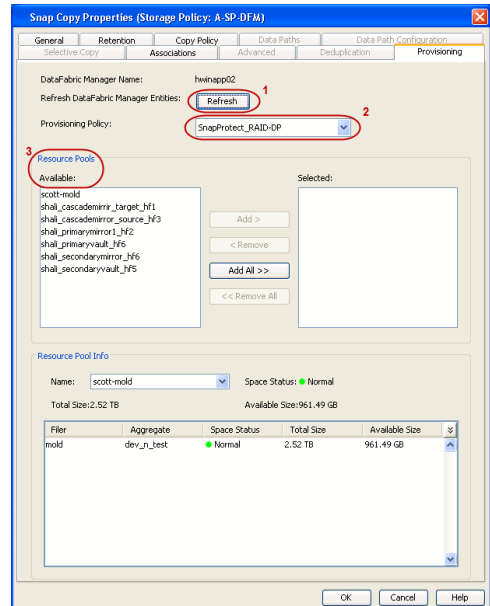 Snap Copy Properties (Storage Policy: A-SP-DFM)
General Retention Copy Policy Data Paths Data Path Configuration
Selective Copy Associations Advanced Deduplication Provisioning
DataFabric Manager Name: hwinapp02
Refresh DataFabric Manager Entities: Refresh 1
Provisioning Policy: SnapProtect_RAID-DP 2
3
Resource Pools
Available: Selected:
scott-mold
shali_cascademirrir_target_hf1
shali_cascademirror_source_hf3
shali_primarymirror1_hf2
shali_primaryvault_hf6
shali_secondarymirror_hf6
shali_secondaryvault_hf5
Add >
< Remove
Add All >>
<< Remove All
Resource Pool Info
Name: scott-mold Space Status: Normal
Total Size:2.52 TB Available Size:961.49 GB
Filer Aggregate Space Status Total Size Available Size
mold dev_n_test Normal 2.52 TB 961.49 GB
OK Cancel Help